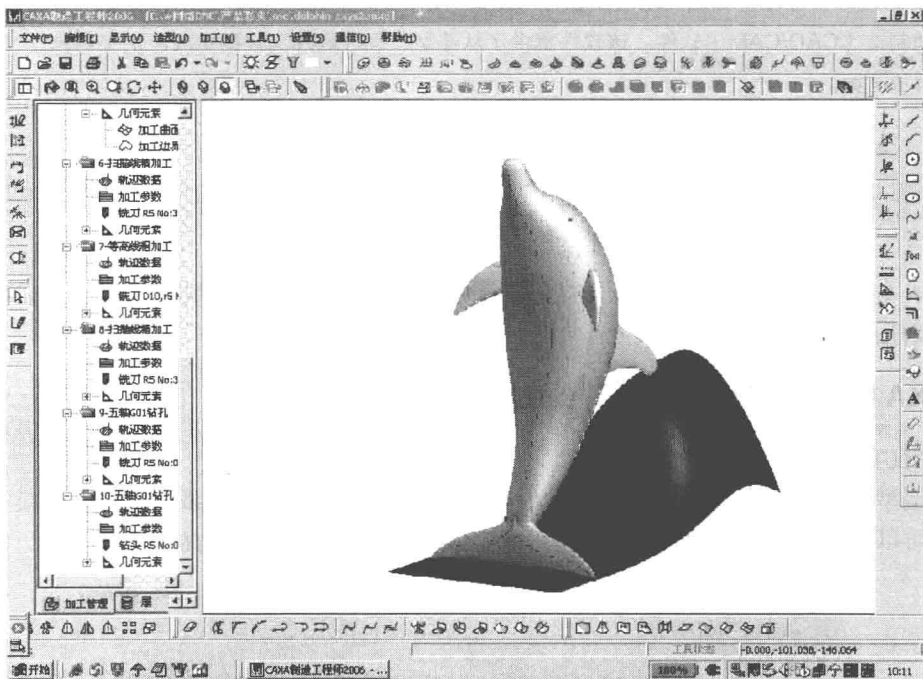 CAXA制造工程师2006
文件(F) 编辑(E) 显示(V) 造型(U) 加工(N) 工具(T) 设置(S) 通信(D) 帮助(H)
几何元素
加工曲面
加工边界
6-扫描线精加工
轨迹数据
加工参数
铣刀 R5 No:3
几何元素
7-等高线粗加工
轨迹数据
加工参数
铣刀 D10,r5
几何元素
8-扫描线精加工
轨迹数据
加工参数
铣刀 R5 No:3
几何元素
9-五轴G01钻孔
轨迹数据
加工参数
铣刀 R5 No:0
几何元素
10-五轴G01钻孔
轨迹数据
加工参数
钻头 R5 No:0
几何元素
加工管理 层
工具状态 -0.000,-101.038,-146.064
开始 CAXA制造工程师2006 - ... 100% 10:11